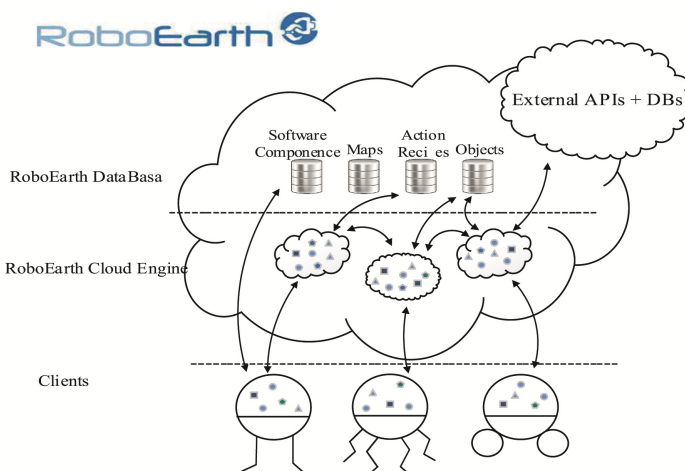 RoboEarth
External APIs + DBs
Software
Componence
Maps
Action
Reci es
Objects
RoboEarth DataBasa
RoboEarth Cloud Engine
Clients